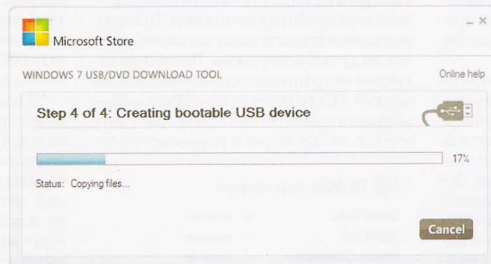 Microsoft Store
WINDOWS 7 USB/DVD DOWNLOAD TOOL
Online help
Step 4 of 4: Creating bootable USB device
17%
Status: Copying files...
Cancel